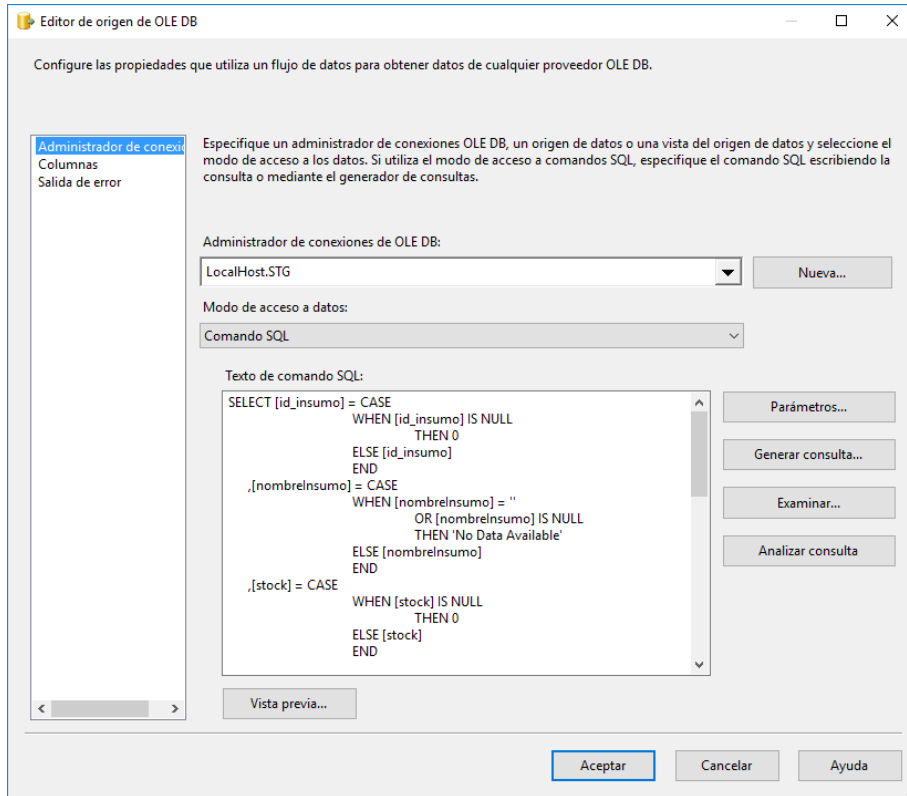 Editor de origen de OLE DB
Configure las propiedades que utiliza un flujo de datos para obtener datos de cualquier proveedor OLE DB.
Administrador de conexió
Columnas
Salida de error
Especifique un administrador de conexiones OLE DB, un origen de datos o una vista del origen de datos y seleccione el
modo de acceso a los datos. Si utiliza el modo de acceso a comandos SQL, especifique el comando SQL escribiendo la
consulta o mediante el generador de consultas.
Administrador de conexiones de OLE DB:
LocalHost.STG
Nueva...
Modo de acceso a datos:
Comando SQL
Texto de comando SQL:
SELECT [id_insumo] = CASE
WHEN [id_insumo] IS NULL
THEN 0
ELSE [id_insumo]
END
,[nombreInsumo] = CASE
WHEN [nombreInsumo] = ''
OR [nombreInsumo] IS NULL
THEN 'No Data Available'
ELSE [nombreInsumo]
END
,[stock] = CASE
WHEN [stock] IS NULL
THEN 0
ELSE [stock]
END
Parámetros...
Generar consulta...
Examinar...
Analizar consulta
Vista previa...
Aceptar
Cancelar
Ayuda